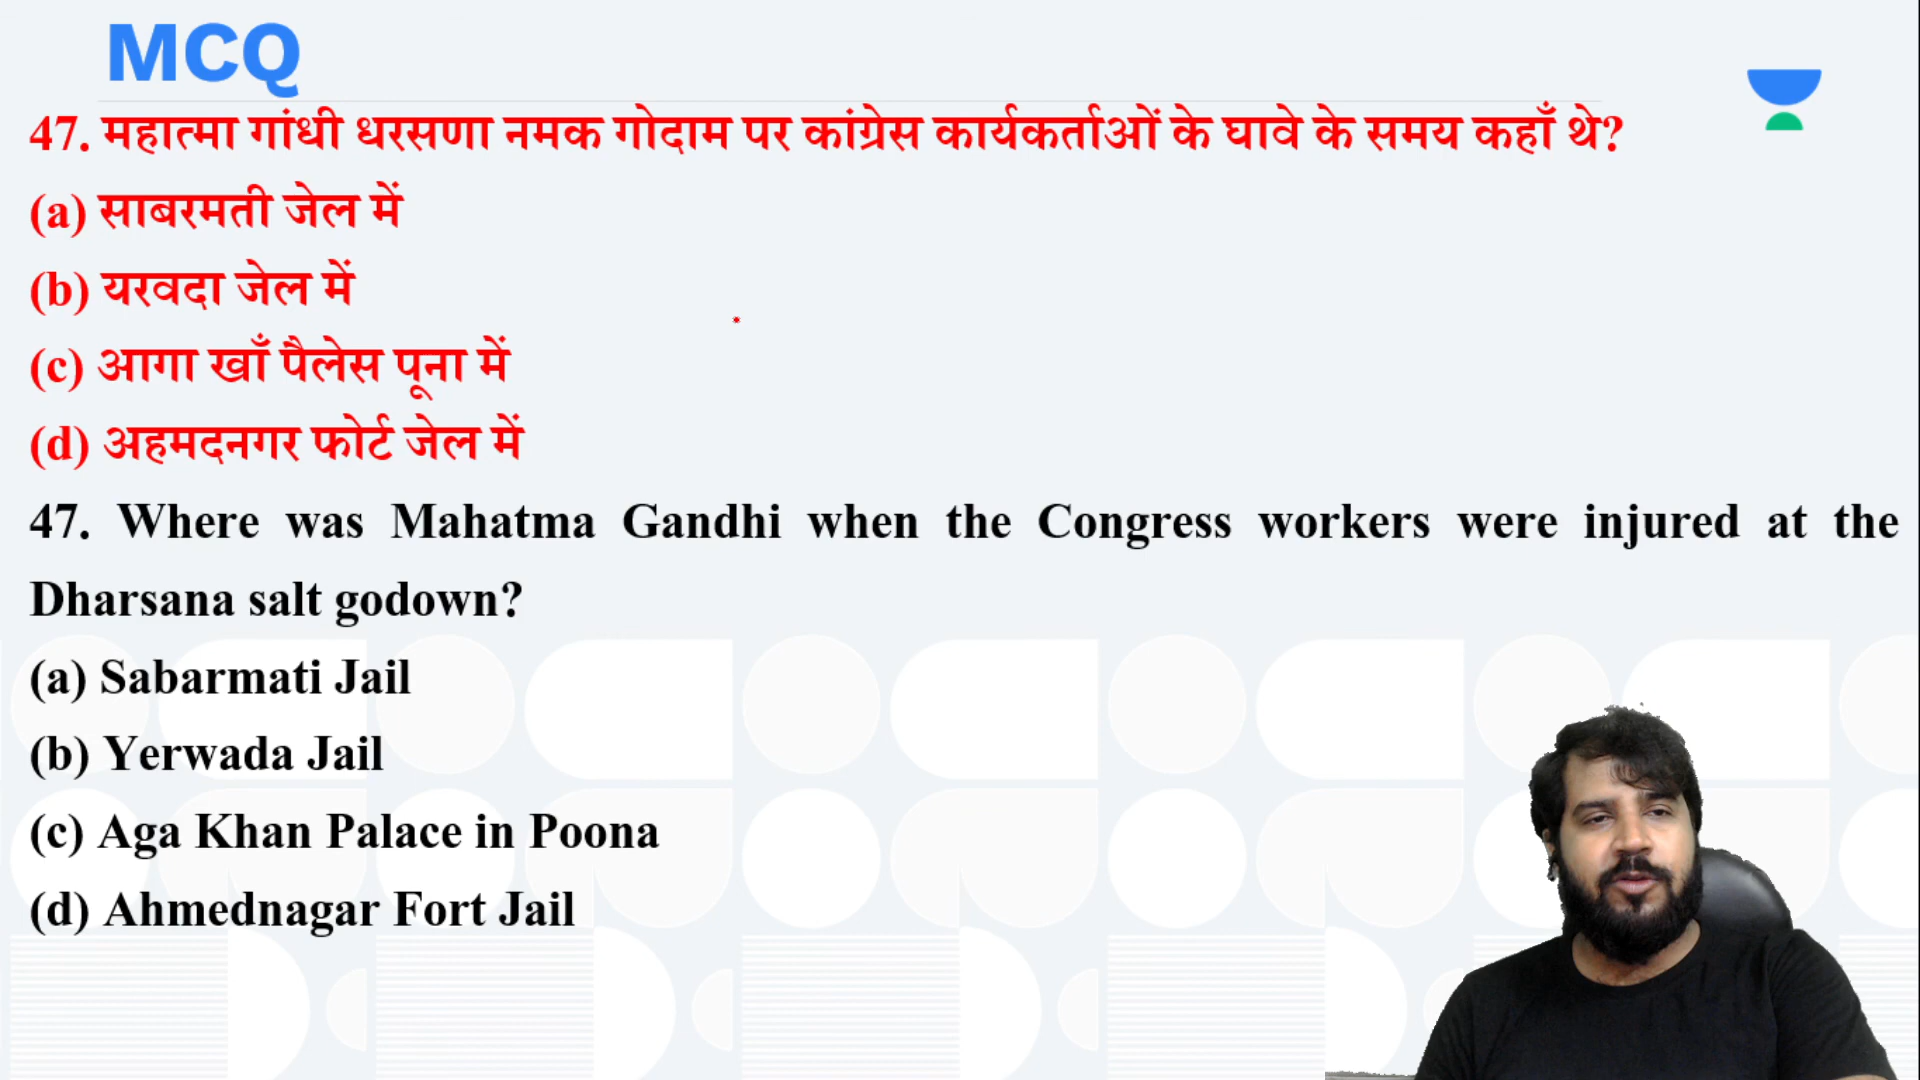 MCQ
47. महात्मा गांधी धरसणा नमक गोदाम पर कांग्रेस कार्यकर्ताओं के घावे के समय कहाँ थे?
(a) साबरमती जेल में
(b) यरवदा जेल में
(c) आगा खाँ पैलेस पूना में
(d) अहमदनगर फोर्ट जेल में
47. Where was Mahatma Gandhi when the Congress workers were injured at the
Dharsana salt godown?
(a) Sabarmati Jail
(b) Yerwada Jail
(c) Aga Khan Palace in Poona
(d) Ahmednagar Fort Jail